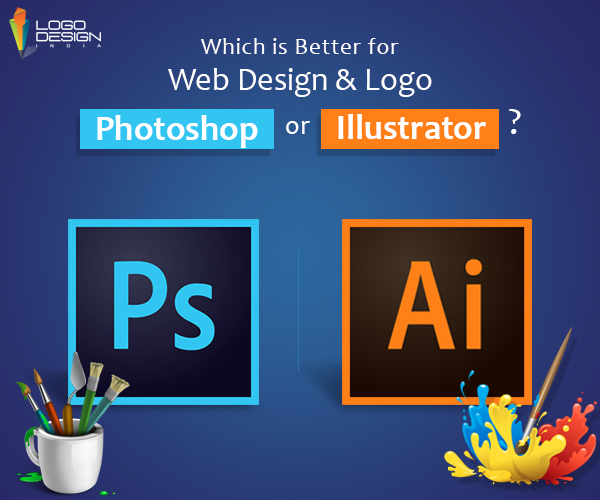 LOGO
DESIGN
INDIA
Which is Better for
Web Design & Logo
Photoshop or Illustrator ?
Ps
Ai